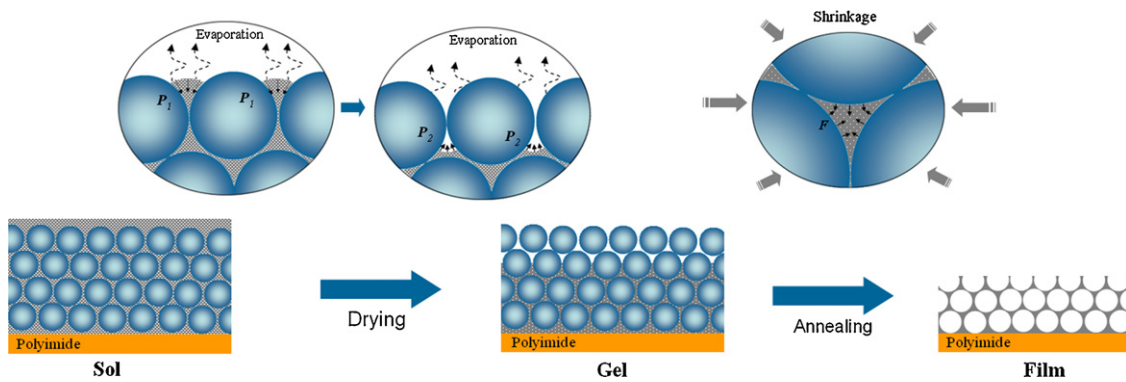 Shrinkage
Evaporation
P1
P1
Evaporation
P2
P2
F
Drying
Annealing
Polyimide
Polyimide
Polyimide
Sol
Gel
Film